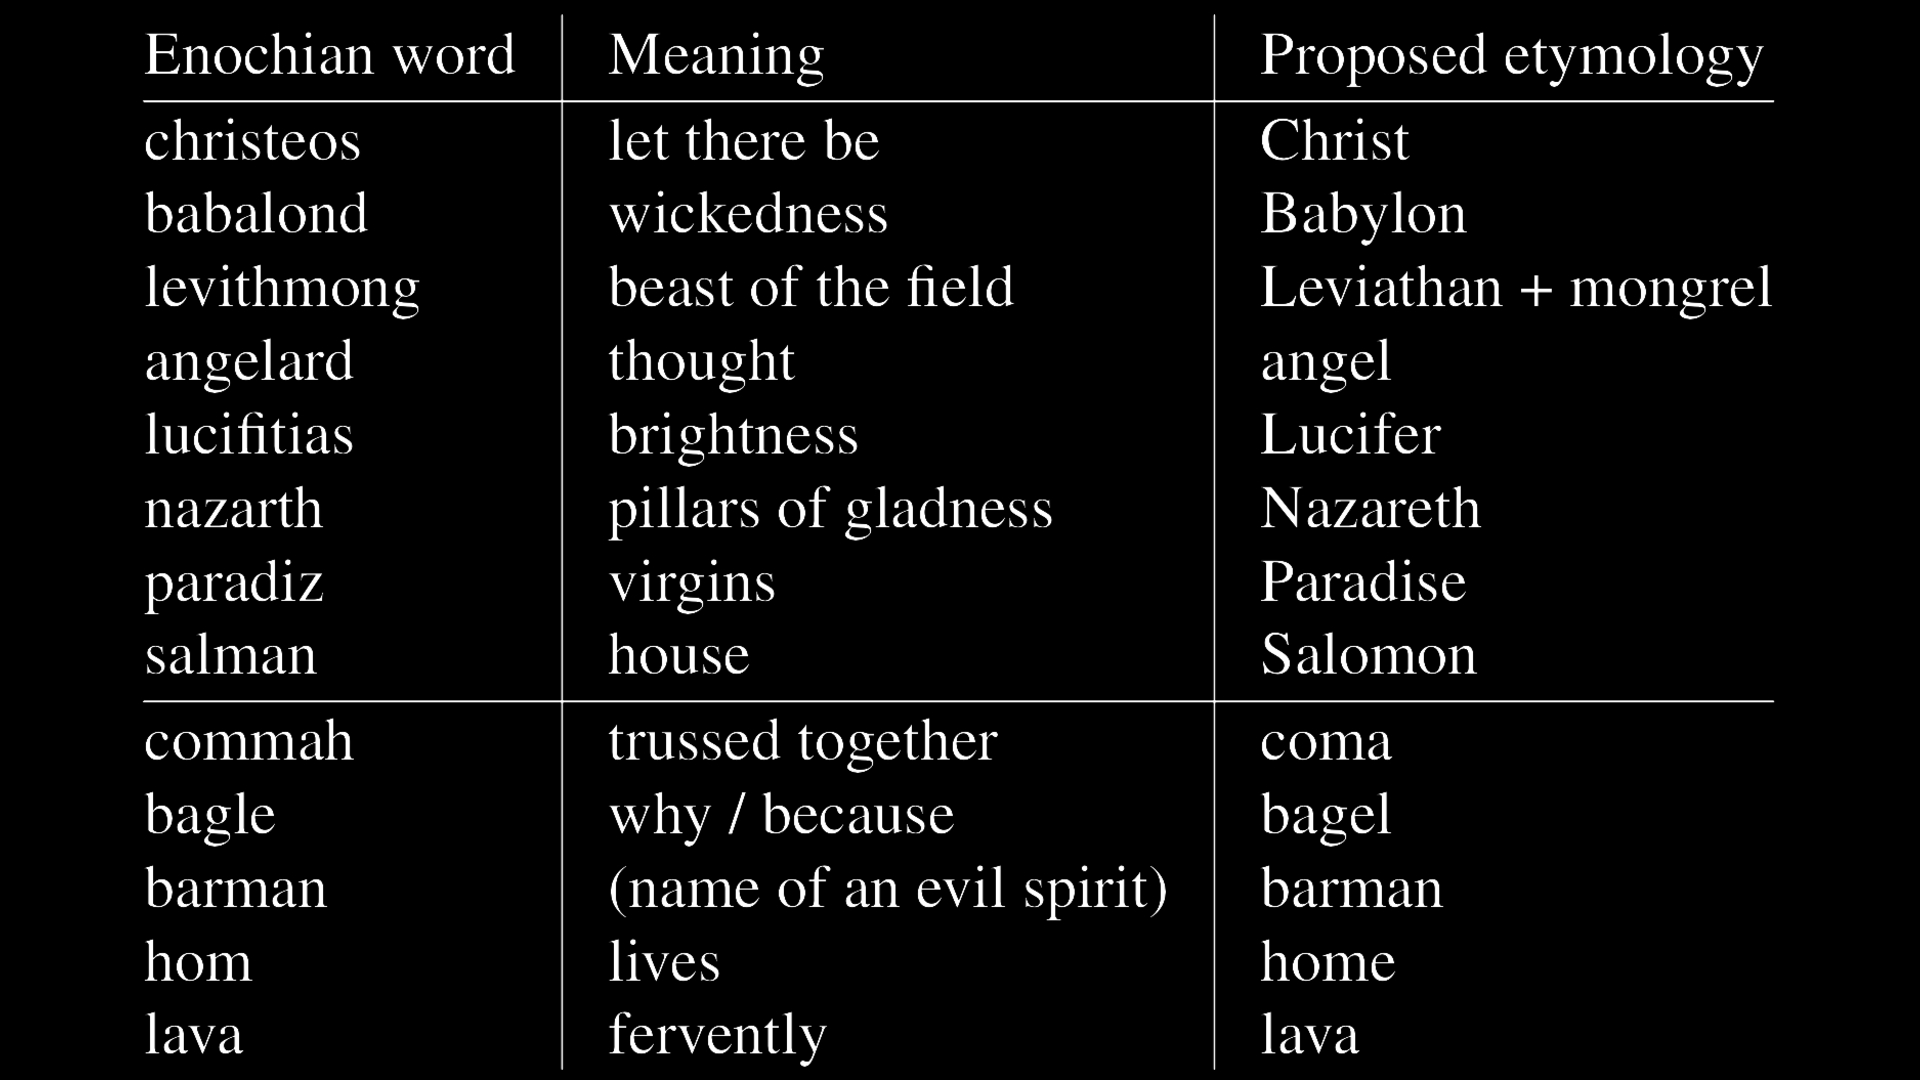 Enochian word Meaning Proposed etymology
christeos let there be Christ
babalond wickedness Babylon
levithmong beast of the field Leviathan + mongrel
angelard thought angel
lucifitias brightness Lucifer
nazarth pillars of gladness Nazareth
paradiz virgins Paradise
salman house Salomon
commah trussed together coma
bagle why / because bagel
barman (name of an evil spirit) barman
hom lives home
lava fervently lava